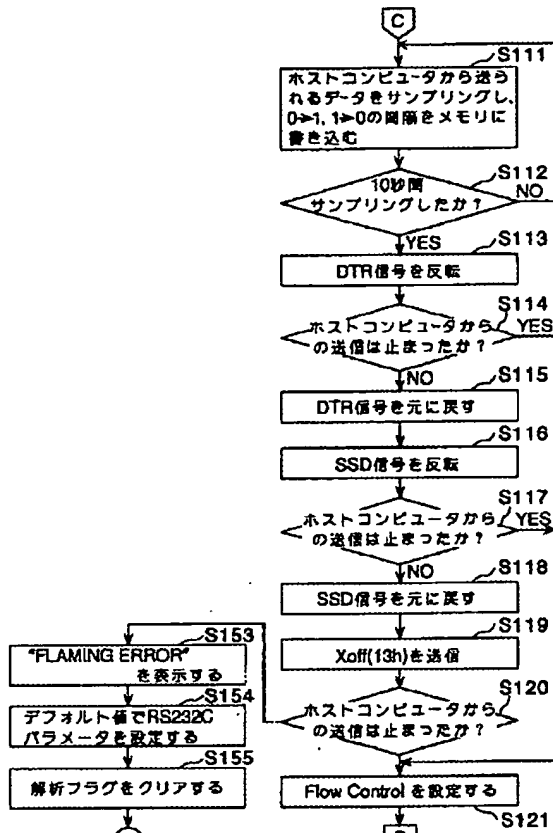 C
S111
ホストコンピュータから送ら
れるデータをサンプリングし、
0→1, 1→0の間隔をメモリに
書き込む
S112
10秒間
サンプリングしたか?
NO
YES
S113
DTR信号を反転
S114
ホストコンピュータから
の送信は止まったか?
YES
NO
S115
DTR信号を元に戻す
S116
SSD信号を反転
S117
ホストコンピュータから
の送信は止まったか?
YES
NO
S118
SSD信号を元に戻す
S119
Xoff(13h)を送信
S120
ホストコンピュータから
の送信は止まったか?
S153
"FLAMING ERROR"
を表示する
S154
デフォルト値でRS232C
パラメータを設定する
S155
解析フラグをクリアする
Flow Control を設定する
S121